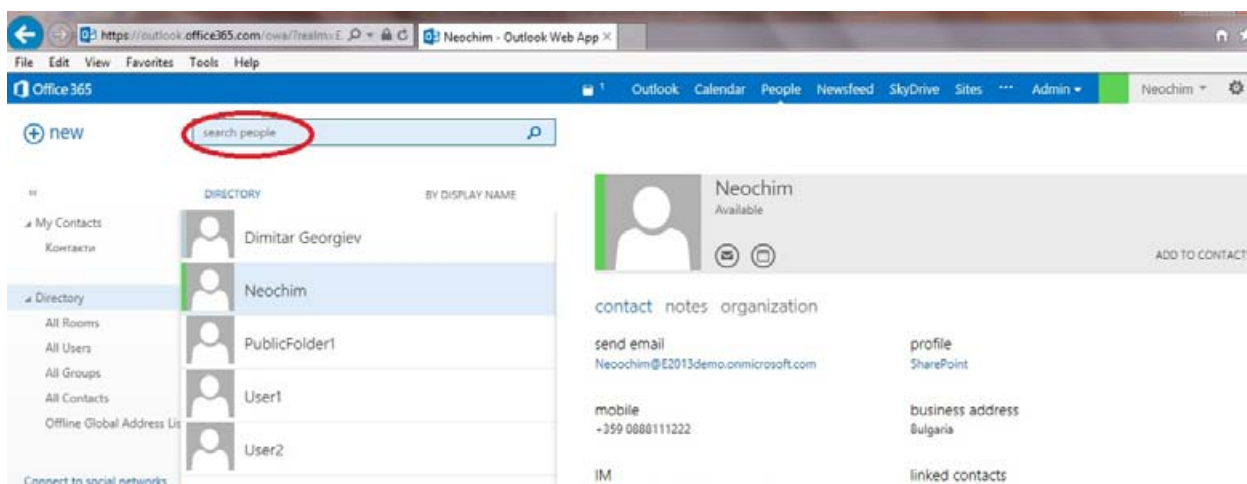 https://outlook.office365.com/owa/?realm=E
Neochim - Outlook Web App
File Edit View Favorites Tools Help
Office 365
1 Outlook Calendar People Newsfeed SkyDrive Sites ··· Admin Neochim
new
search people
DIRECTORY BY DISPLAY NAME
My Contacts
Контакти
Directory
All Rooms
All Users
All Groups
All Contacts
Offline Global Address Lis
Connect to social networks
Dimitar Georgiev
Neochim
PublicFolder1
User1
User2
Neochim
Available
ADD TO CONTACTS
contact notes organization
send email
Neoochim@E2013demo.onmicrosoft.com
profile
SharePoint
mobile
+359 0888111222
business address
Bulgaria
IM
linked contacts